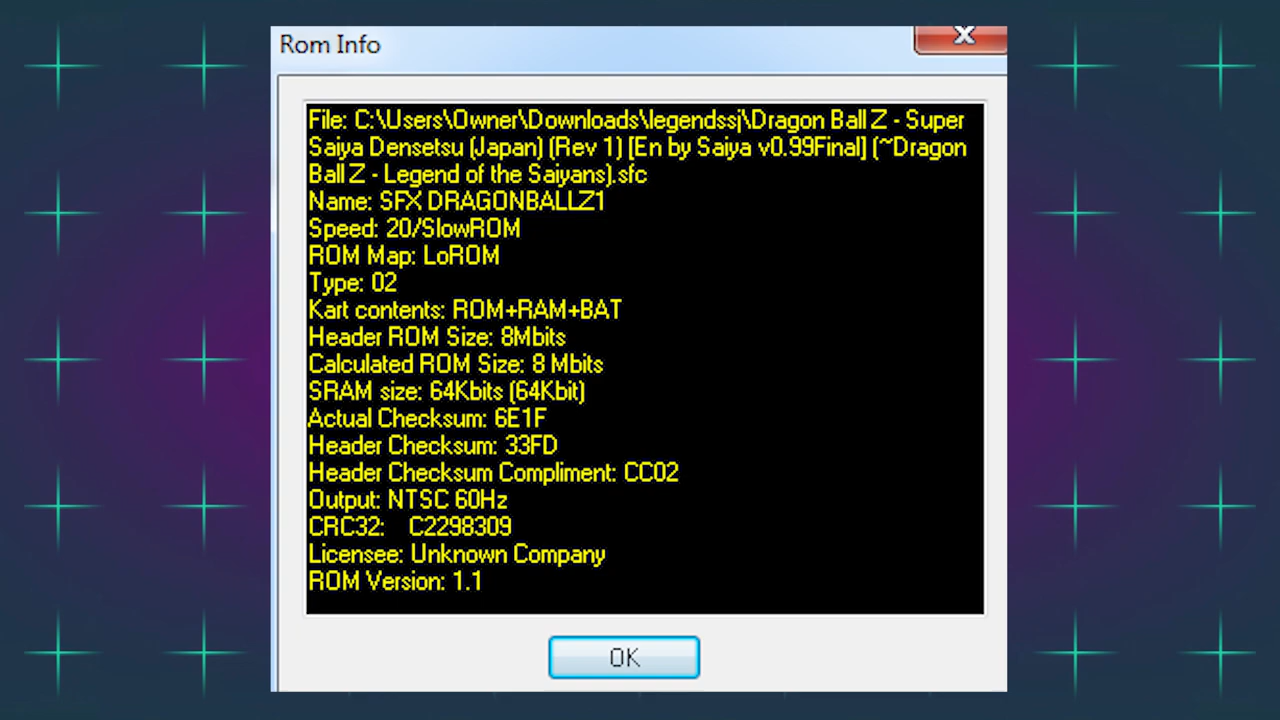 Rom Info
File: C:\Users\Owner\Downloads\legendssj\Dragon Ball Z - Super
Saiya Densetsu (Japan) (Rev 1) [En by Saiya v0.99Final] (~Dragon
Ball Z - Legend of the Saiyans).sfc
Name: SFX DRAGONBALLZ1
Speed: 20/SlowROM
ROM Map: LoROM
Type: 02
Kart contents: ROM+RAM+BAT
Header ROM Size: 8Mbits
Calculated ROM Size: 8 Mbits
SRAM size: 64Kbits (64Kbit)
Actual Checksum: 6E1F
Header Checksum: 33FD
Header Checksum Compliment: CC02
Output: NTSC 60Hz
CRC32: C2298309
Licensee: Unknown Company
ROM Version: 1.1
OK